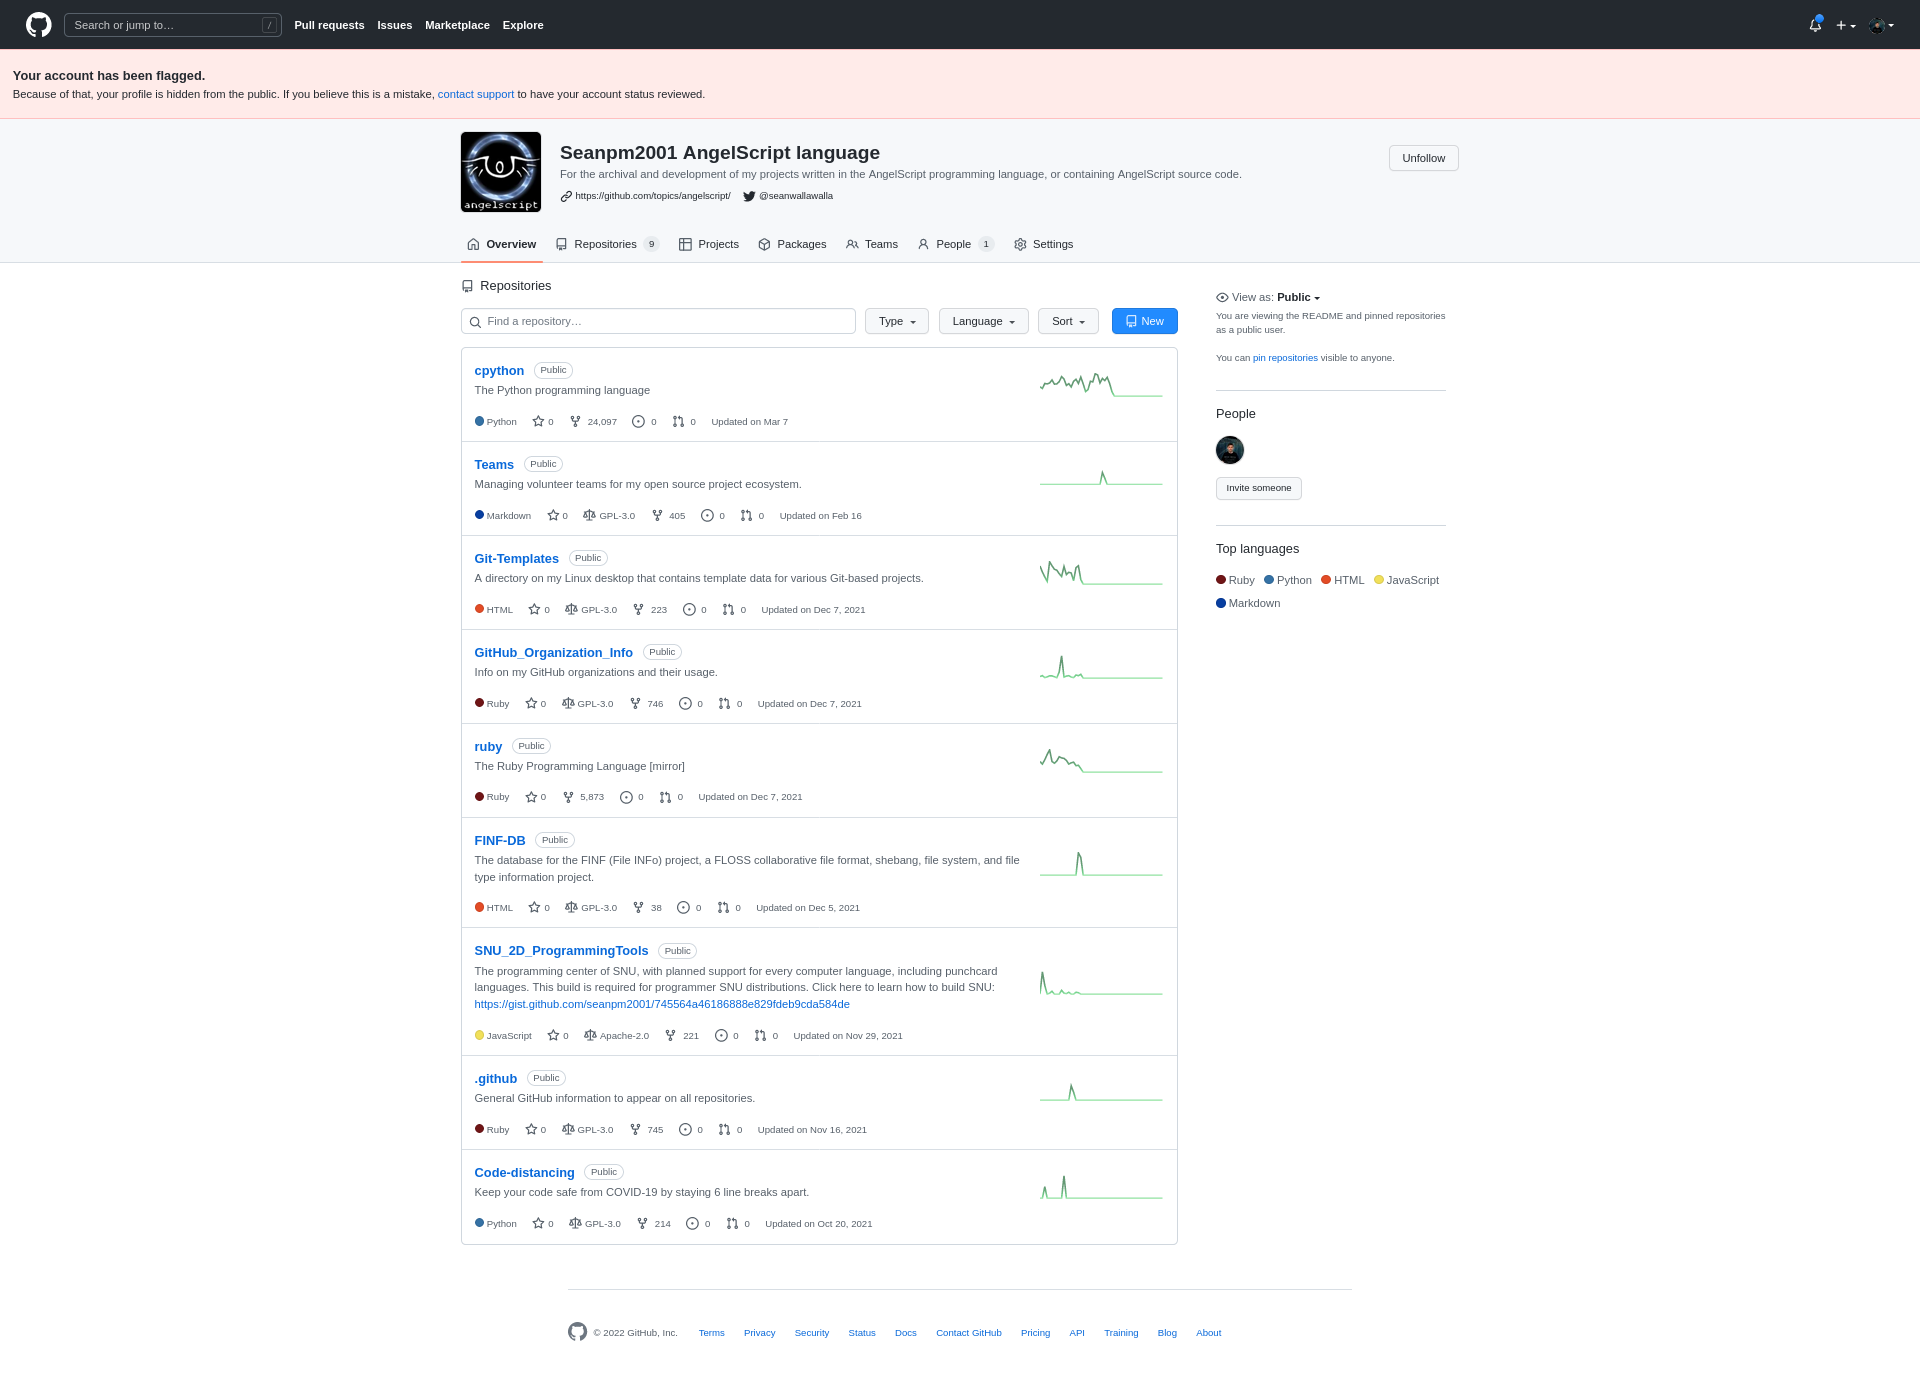 Search or jump to…
/
Pull requests Issues Marketplace Explore
Your account has been flagged.
Because of that, your profile is hidden from the public. If you believe this is a mistake, contact support to have your account status reviewed.
angelscript
Seanpm2001 AngelScript language
For the archival and development of my projects written in the AngelScript programming language, or containing AngelScript source code.
https://github.com/topics/angelscript/ @seanwallawalla
Unfollow
Overview Repositories 9 Projects Packages Teams People 1 Settings
Repositories
Find a repository…
Type Language Sort New
cpython Public
The Python programming language
Python 0 24,097 0 0 Updated on Mar 7
Teams Public
Managing volunteer teams for my open source project ecosystem.
Markdown 0 GPL-3.0 405 0 0 Updated on Feb 16
Git-Templates Public
A directory on my Linux desktop that contains template data for various Git-based projects.
HTML 0 GPL-3.0 223 0 0 Updated on Dec 7, 2021
GitHub_Organization_Info Public
Info on my GitHub organizations and their usage.
Ruby 0 GPL-3.0 746 0 0 Updated on Dec 7, 2021
ruby Public
The Ruby Programming Language [mirror]
Ruby 0 5,873 0 0 Updated on Dec 7, 2021
FINF-DB Public
The database for the FINF (File INFo) project, a FLOSS collaborative file format, shebang, file system, and file
type information project.
HTML 0 GPL-3.0 38 0 0 Updated on Dec 5, 2021
SNU_2D_ProgrammingTools Public
The programming center of SNU, with planned support for every computer language, including punchcard
languages. This build is required for programmer SNU distributions. Click here to learn how to build SNU:
https://gist.github.com/seanpm2001/745564a46186888e829fdeb9cda584de
JavaScript 0 Apache-2.0 221 0 0 Updated on Nov 29, 2021
.github Public
General GitHub information to appear on all repositories.
Ruby 0 GPL-3.0 745 0 0 Updated on Nov 16, 2021
Code-distancing Public
Keep your code safe from COVID-19 by staying 6 line breaks apart.
Python 0 GPL-3.0 214 0 0 Updated on Oct 20, 2021
View as: Public
You are viewing the README and pinned repositories
as a public user.
You can pin repositories visible to anyone.
People
Invite someone
Top languages
Ruby Python HTML JavaScript
Markdown
© 2022 GitHub, Inc. Terms Privacy Security Status Docs Contact GitHub Pricing API Training Blog About